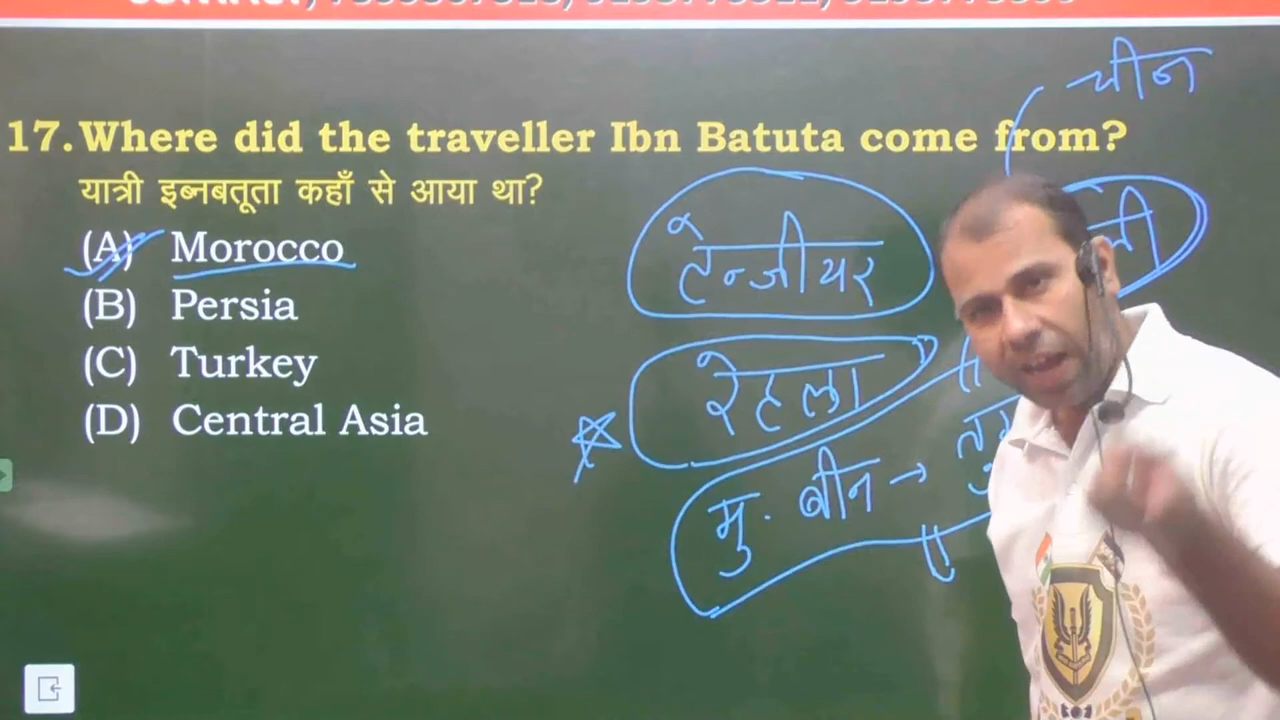 17. Where did the traveller Ibn Batuta come from?
यात्री इब्नबतूता कहाँ से आया था?
(A) Morocco
(B) Persia
(C) Turkey
(D) Central Asia
चीन
टेन्जीयर
रेहला
मु. बीन →